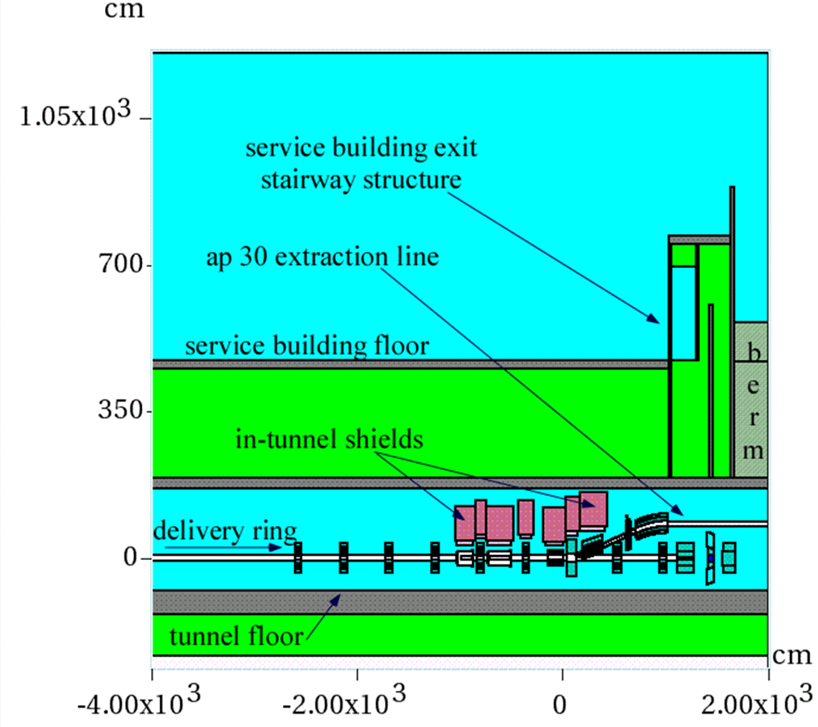 cm
1.05x10³
service building exit
stairway structure
ap 30 extraction line
700
service building floor
b
e
r
m
350
in-tunnel shields
delivery ring
0
tunnel floor
cm
-4.00x10³
-2.00x10³
0
2.00x10³